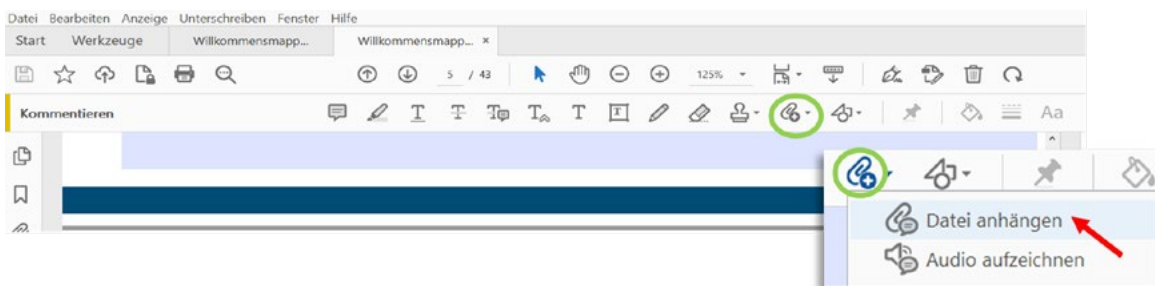 Datei Bearbeiten Anzeige Unterschreiben Fenster Hilfe
Start Werkzeuge Willkommensmapp... Willkommensmapp... ×
5 / 43 125%
Kommentieren T T T T T T Aa
Datei anhängen
Audio aufzeichnen